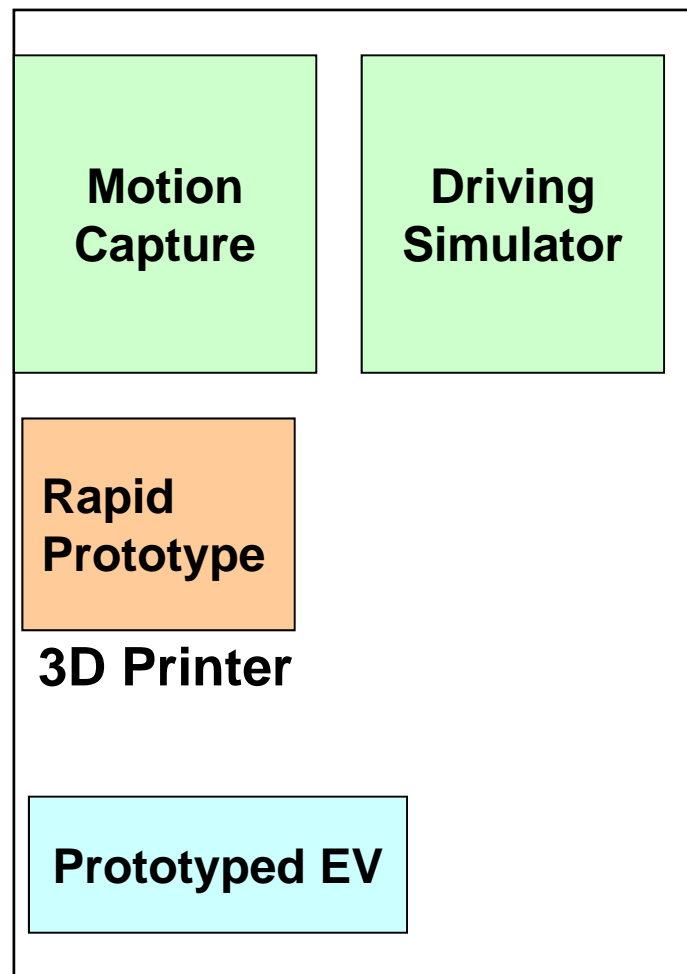 Motion
Capture
Driving
Simulator
Rapid
Prototype
3D Printer
Prototyped EV